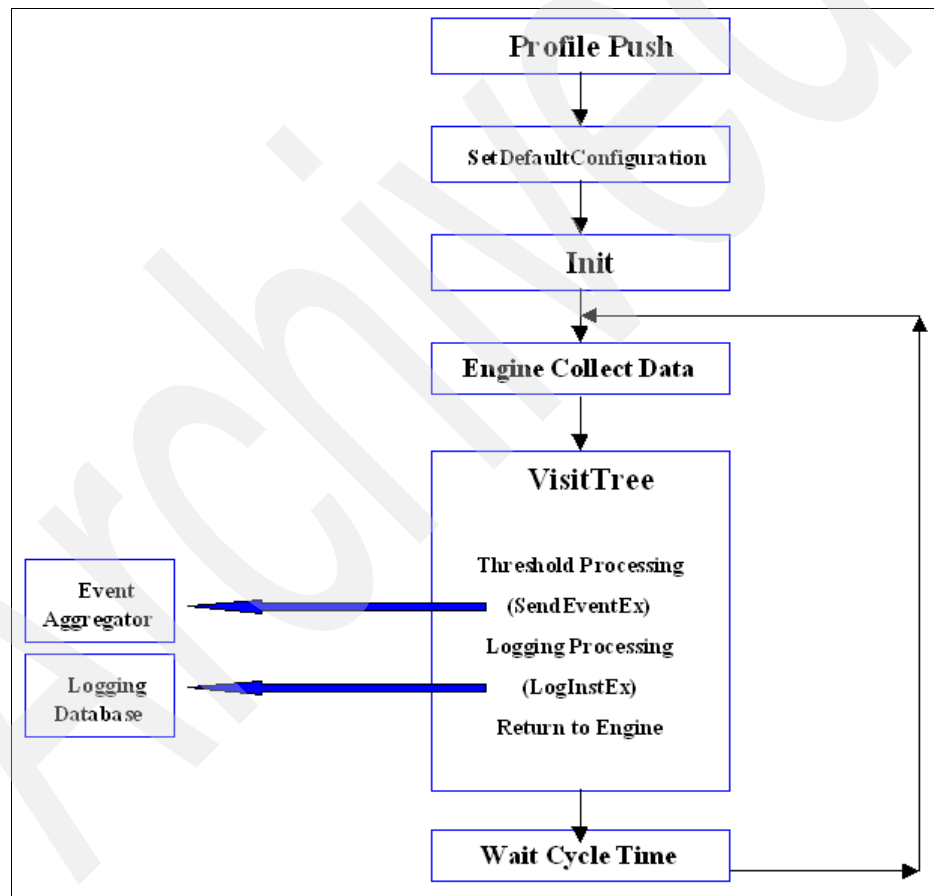 Profile Push
SetDefaultConfiguration
Init
Engine Collect Data
VisitTree
Threshold Processing
(SendEventEx)
Logging Processing
(LogInstEx)
Return to Engine
Event
Aggregator
Logging
Database
Wait Cycle Time
Archived